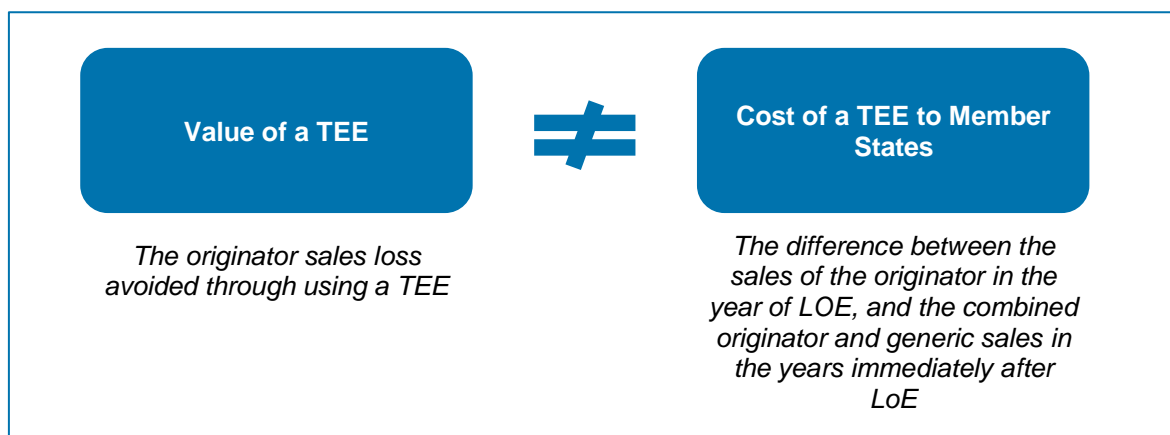 Value of a TEE
≠
Cost of a TEE to Member
States
The originator sales loss
avoided through using a TEE
The difference between the
sales of the originator in the
year of LOE, and the combined
originator and generic sales in
the years immediately after
LoE